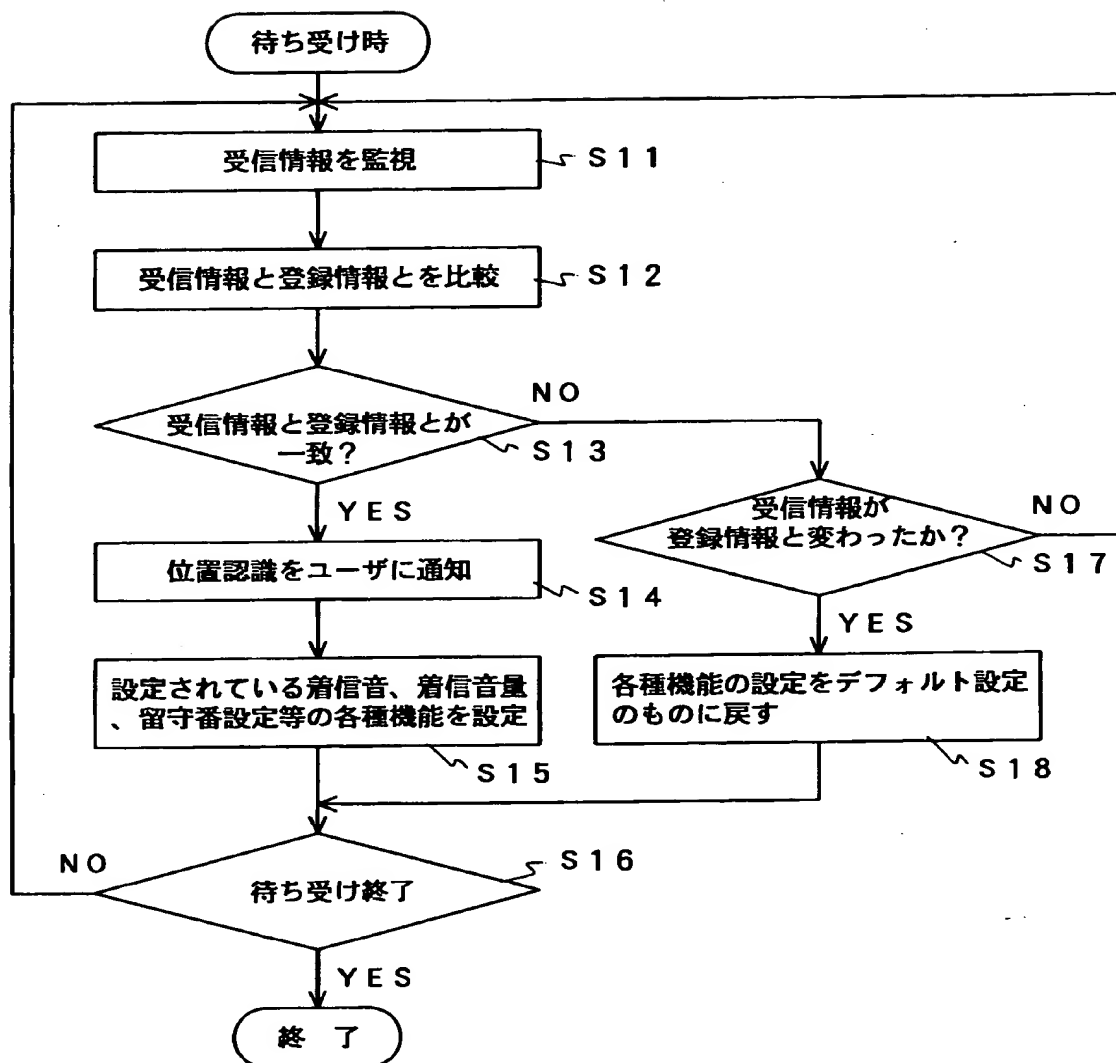 待ち受け時
受信情報を監視
S11
受信情報と登録情報とを比較
S12
受信情報と登録情報とが
一致？
S13
NO
YES
受信情報が
登録情報と変わったか？
S17
NO
YES
位置認識をユーザに通知
S14
設定されている着信音、着信音量
、留守番設定等の各種機能を設定
S15
各種機能の設定をデフォルト設定
のものに戻す
S18
待ち受け終了
S16
NO
YES
終 了